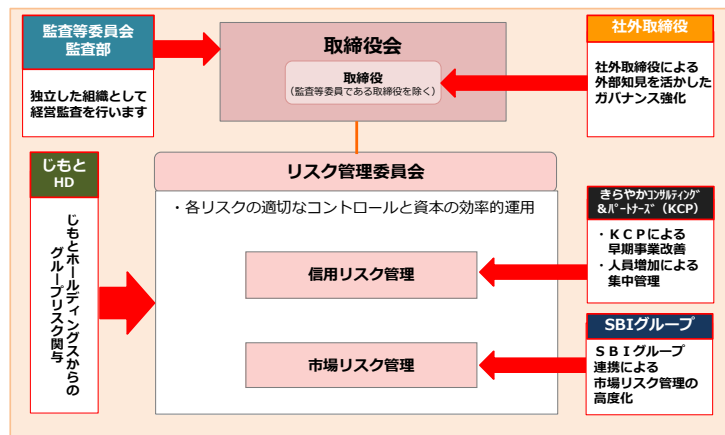 監査等委員会
監査部
独立した組織として
経営監査を行います
取締役会
取締役
（監査等委員である取締役を除く）
社外取締役
社外取締役による
外部知見を活かした
ガバナンス強化
じもと
HD
じもとホールディングスからの
グループリスク関与
リスク管理委員会
・各リスクの適切なコントロールと資本の効率的運用
信用リスク管理
市場リスク管理
きらやかｺﾝｻﾙﾃｨﾝｸﾞ
&ﾊﾟｰﾄﾅｰｽﾞ（KCP）
・ＫＣＰによる
早期事業改善
・人員増加による
集中管理
SBIグループ
ＳＢＩグループ
連携による
市場リスク管理の
高度化